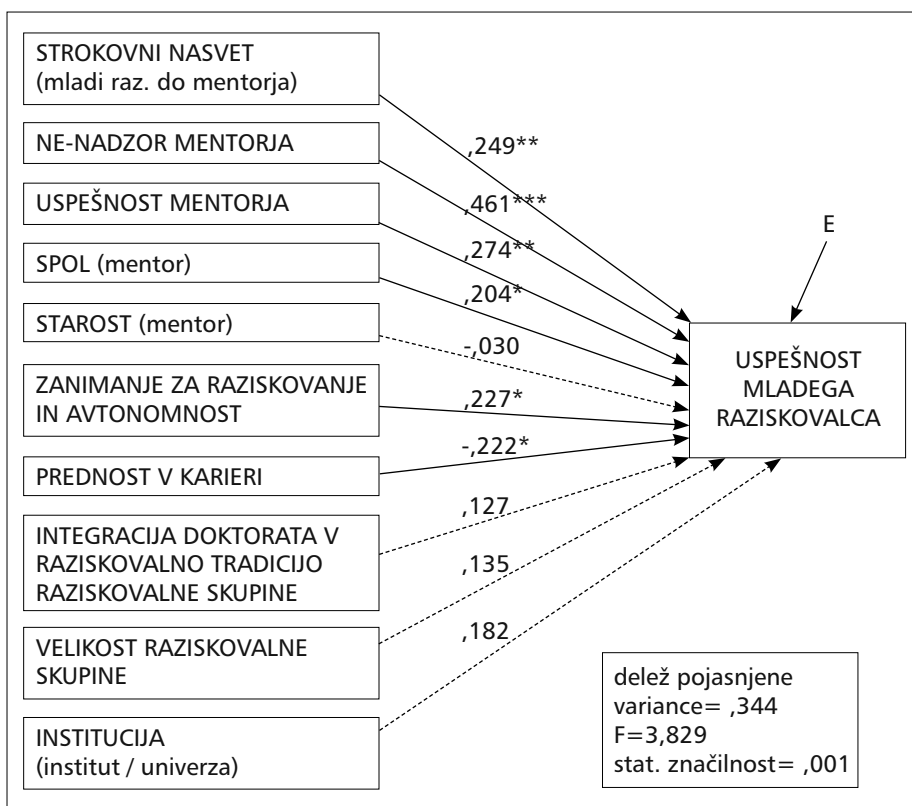 STROKOVNI NASVET
(mladi raz. do mentorja)
NE-NADZOR MENTORJA
USPEŠNOST MENTORJA
SPOL (mentor)
STAROST (mentor)
ZANIMANJE ZA RAZISKOVANJE
IN AVTONOMNOST
PREDNOST V KARIERI
INTEGRACIJA DOKTORATA V
RAZISKOVALNO TRADICIJO
RAZISKOVALNE SKUPINE
VELIKOST RAZISKOVALNE
SKUPINE
INSTITUCIJA
(institut / univerza)
,249**
,461***
,274**
,204*
-,030
,227*
-,222*
,127
,135
,182
E
USPEŠNOST
MLADEGA
RAZISKOVALCA
delež pojasnjene
variance= ,344
F=3,829
stat. značilnost= ,001